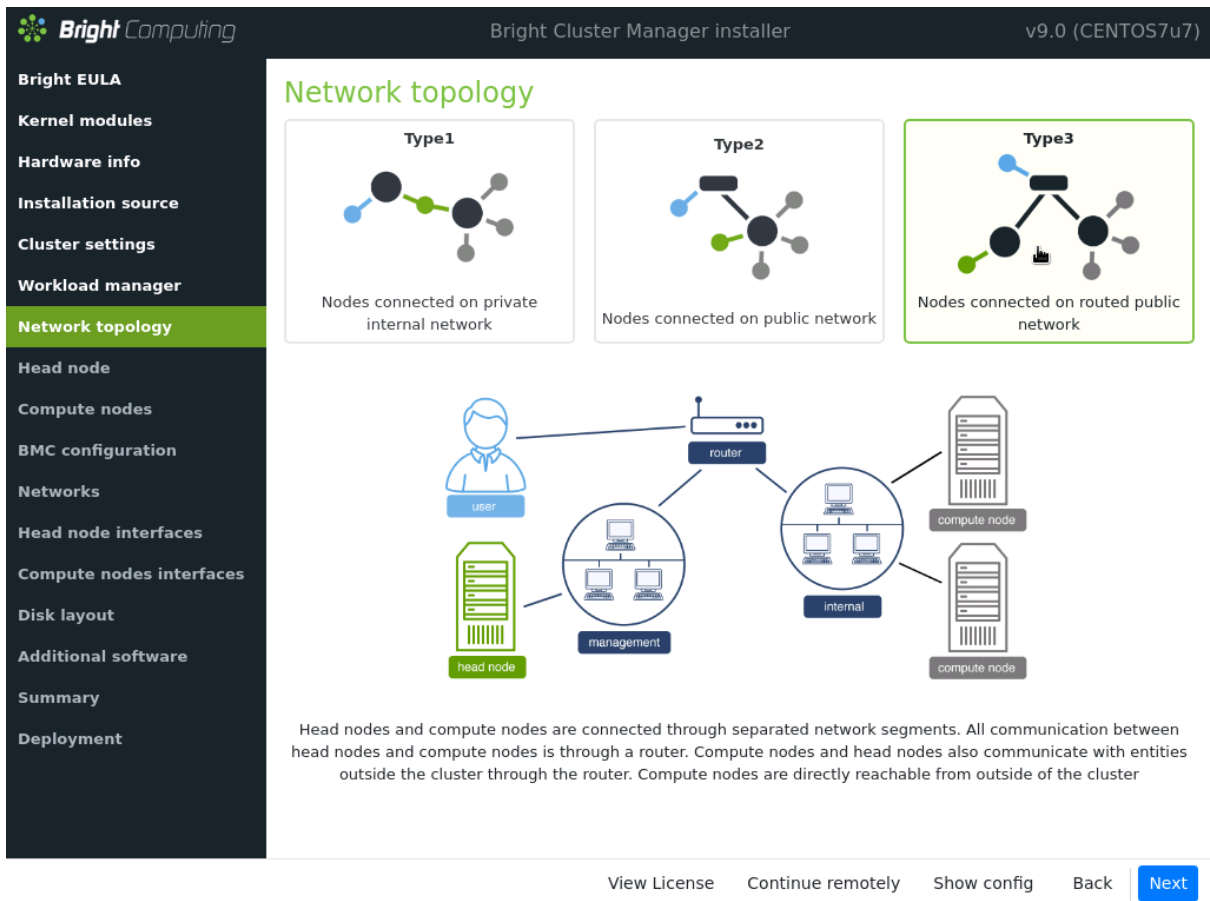 Bright Computing
Bright Cluster Manager installer
v9.0 (CENTOS7u7)
Bright EULA
Kernel modules
Hardware info
Installation source
Cluster settings
Workload manager
Network topology
Head node
Compute nodes
BMC configuration
Networks
Head node interfaces
Compute nodes interfaces
Disk layout
Additional software
Summary
Deployment
Network topology
Type1
Nodes connected on private
internal network
Type2
Nodes connected on public network
Type3
Nodes connected on routed public
network
user
router
compute node
internal
management
head node
compute node
Head nodes and compute nodes are connected through separated network segments. All communication between
head nodes and compute nodes is through a router. Compute nodes and head nodes also communicate with entities
outside the cluster through the router. Compute nodes are directly reachable from outside of the cluster
View License
Continue remotely
Show config
Back
Next